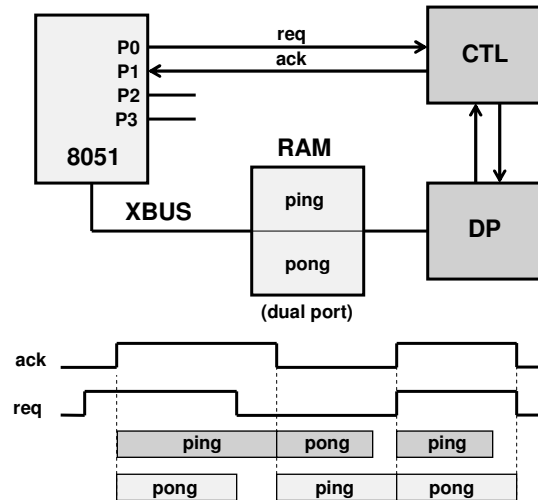 P0
req
CTL
P1
ack
P2
P3
8051
RAM
XBUS
ping
DP
pong
(dual port)
ack
req
ping pong ping
pong ping pong